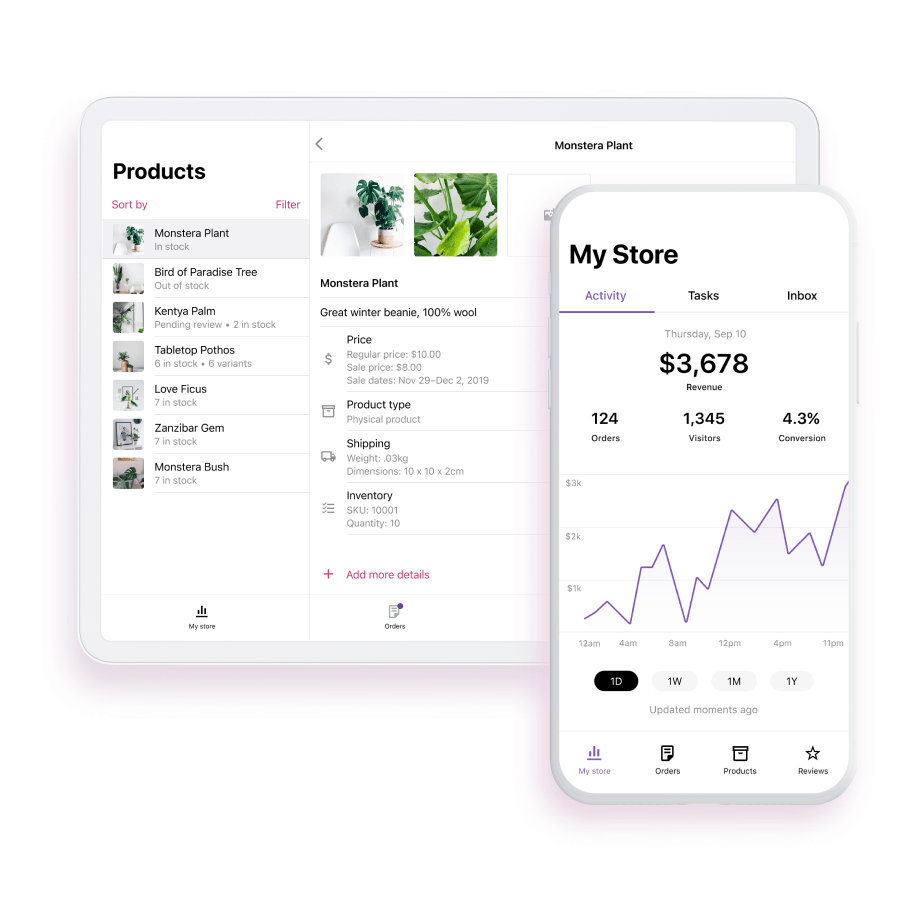 Products
Sort by
Filter
Monstera Plant
In stock
Bird of Paradise Tree
Out of stock
Kentya Palm
Pending review • 2 in stock
Tabletop Pothos
6 in stock • 6 variants
Love Ficus
7 in stock
Zanzibar Gem
7 in stock
Monstera Bush
7 in stock
My store
Monstera Plant
Monstera Plant
Great winter beanie, 100% wool
Price
Regular price: $10.00
Sale price: $8.00
Sale dates: Nov 29–Dec 2, 2019
Product type
Physical product
Shipping
Weight: .03kg
Dimensions: 10 x 10 x 2cm
Inventory
SKU: 10001
Quantity: 10
+ Add more details
Orders
My Store
Activity
Tasks
Inbox
Thursday, Sep 10
$3,678
Revenue
124
Orders
1,345
Visitors
4.3%
Conversion
$3k
$2k
$1k
12am
4am
8am
12pm
4pm
11pm
1D
1W
1M
1Y
Updated moments ago
My store
Orders
Products
Reviews